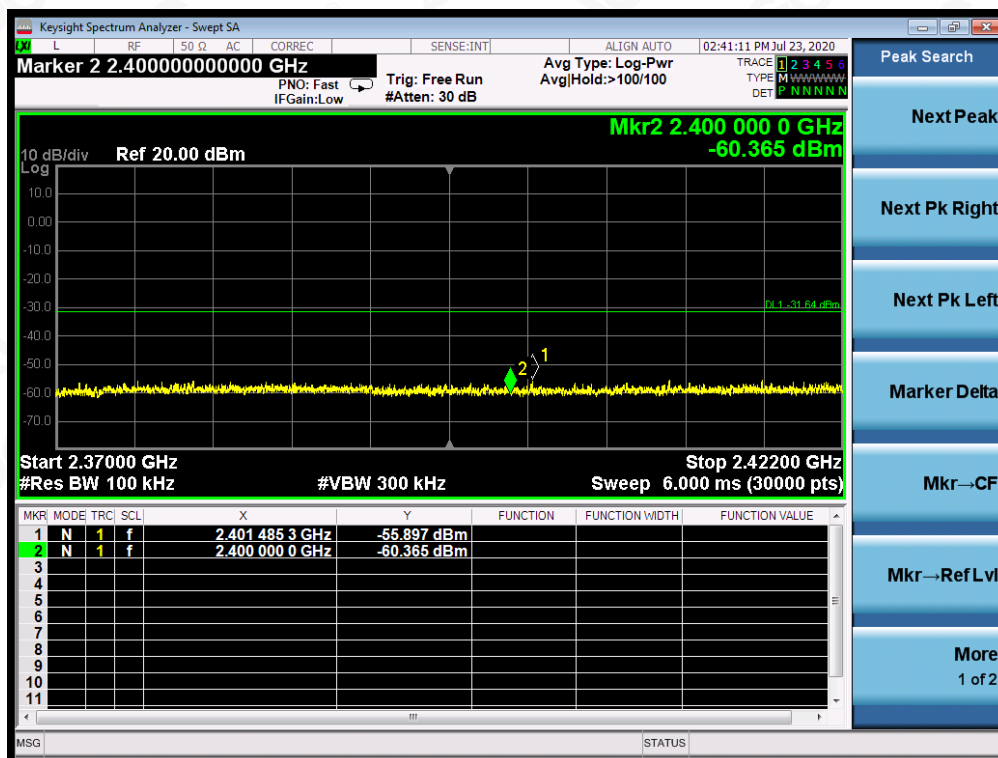 Keysight Spectrum Analyzer - Swept SA
LXI L RF 50 Ω AC CORREC SENSE:INT ALIGN AUTO 02:41:11 PM Jul 23, 2020
Marker 2 2.400000000000 GHz
PNO: Fast
IFGain:Low
Trig: Free Run
#Atten: 30 dB
Avg Type: Log-Pwr
Avg|Hold:>100/100
TRACE 1 2 3 4 5 6
TYPE M WWWWW
DET P N N N N N
Mkr2 2.400 000 0 GHz
-60.365 dBm
10 dB/div Ref 20.00 dBm
Log
10.0
0.00
-10.0
-20.0
-30.0
DL1 -31.64 dBm
-40.0
-50.0
-60.0
-70.0
1
2
Start 2.37000 GHz Stop 2.42200 GHz
#Res BW 100 kHz #VBW 300 kHz Sweep 6.000 ms (30000 pts)
MKR MODE TRC SCL X Y FUNCTION FUNCTION WIDTH FUNCTION VALUE
1 N 1 f 2.401 485 3 GHz -55.897 dBm
2 N 1 f 2.400 000 0 GHz -60.365 dBm
3
4
5
6
7
8
9
10
11
MSG STATUS
Peak Search
Next Peak
Next Pk Right
Next Pk Left
Marker Delta
Mkr→CF
Mkr→Ref Lvl
More
1 of 2